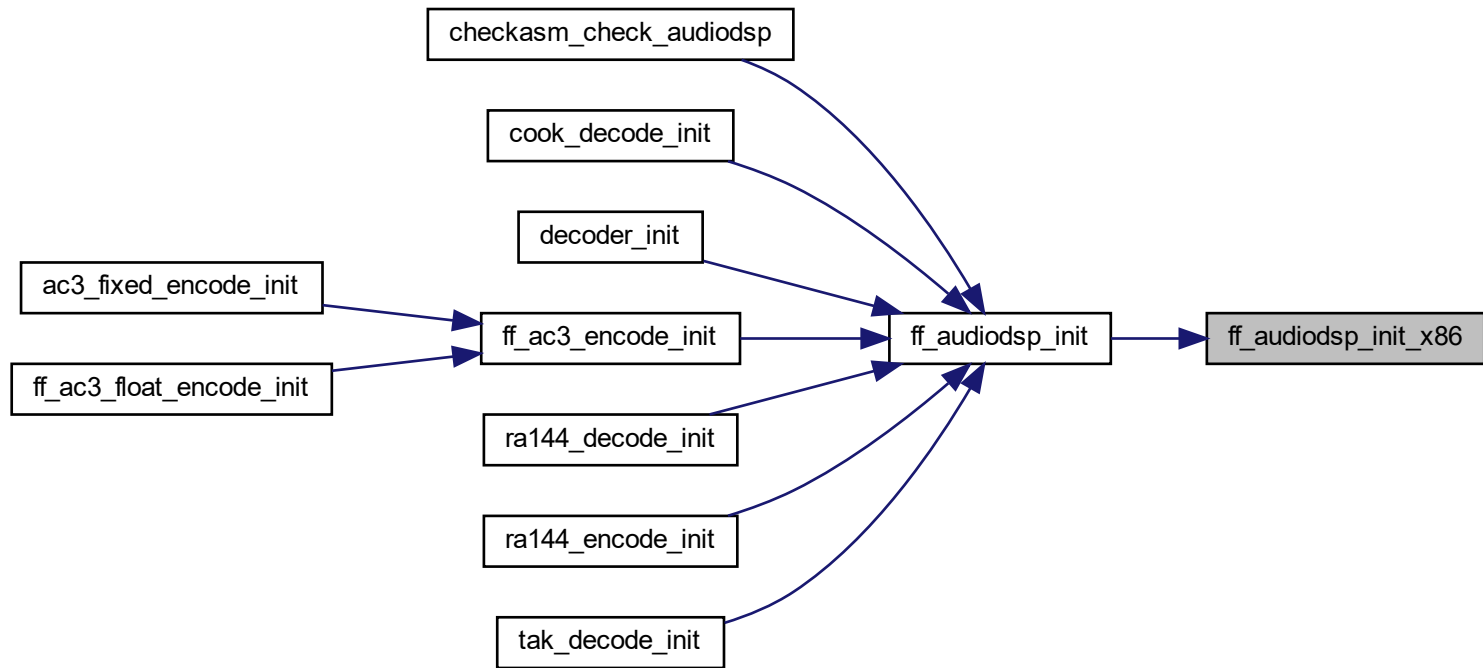 checkasm_check_audiodsp
cook_decode_init
decoder_init
ac3_fixed_encode_init
ff_ac3_encode_init
ff_audiodsp_init
ff_audiodsp_init_x86
ff_ac3_float_encode_init
ra144_decode_init
ra144_encode_init
tak_decode_init